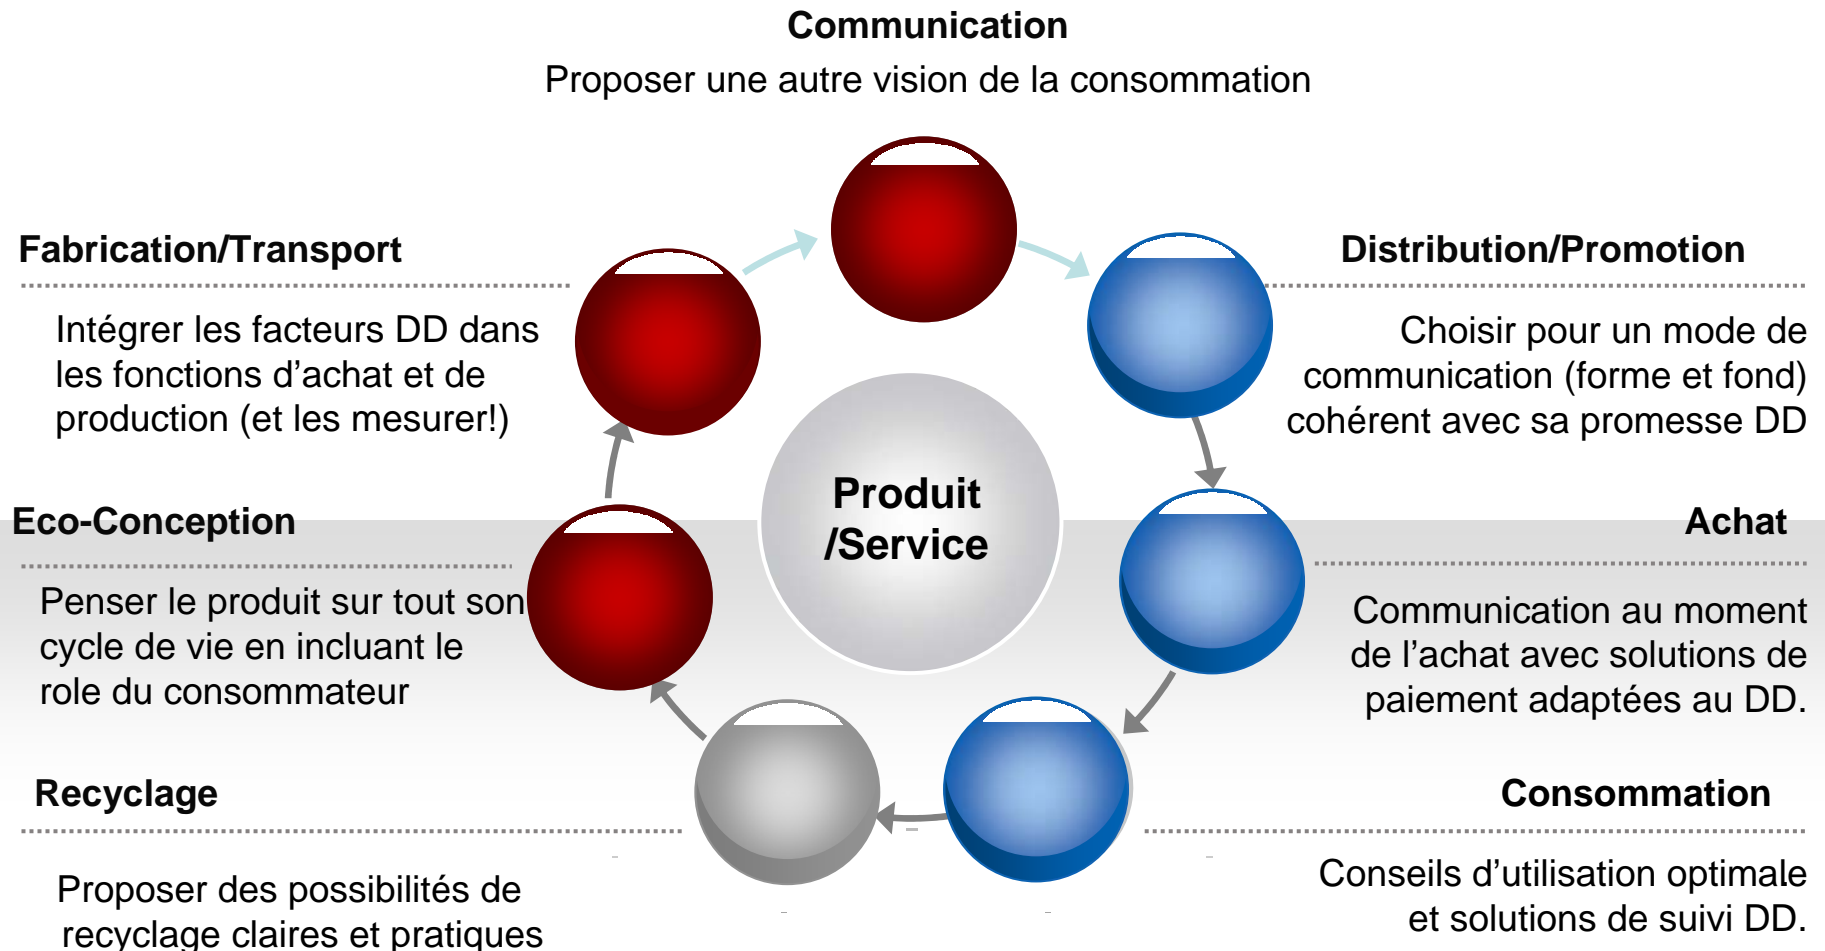 Communication
Proposer une autre vision de la consommation
Fabrication/Transport
Intégrer les facteurs DD dans
les fonctions d’achat et de
production (et les mesurer!)
Distribution/Promotion
Choisir pour un mode de
communication (forme et fond)
cohérent avec sa promesse DD
Produit
/Service
Eco-Conception
Penser le produit sur tout son
cycle de vie en incluant le
role du consommateur
Achat
Communication au moment
de l’achat avec solutions de
paiement adaptées au DD.
Recyclage
Proposer des possibilités de
recyclage claires et pratiques
Consommation
Conseils d’utilisation optimale
et solutions de suivi DD.